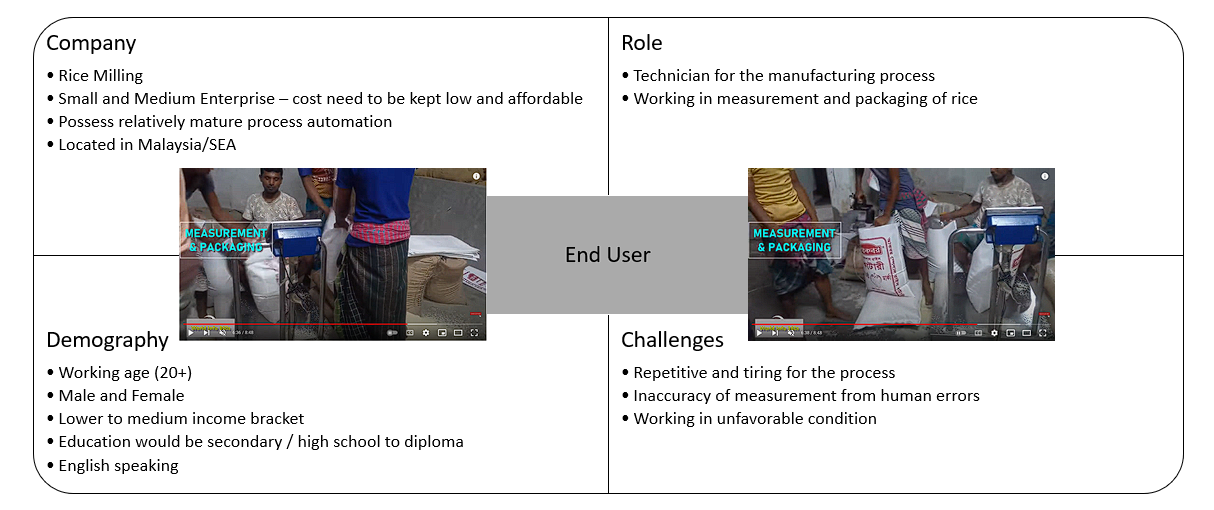 Company
• Rice Milling
• Small and Medium Enterprise – cost need to be kept low and affordable
• Possess relatively mature process automation
• Located in Malaysia/SEA
Role
• Technician for the manufacturing process
• Working in measurement and packaging of rice
MEASUREMENT
& PACKAGING
MEASUREMENT
& PACKAGING
End User
Demography
• Working age (20+)
• Male and Female
• Lower to medium income bracket
• Education would be secondary / high school to diploma
• English speaking
Challenges
• Repetitive and tiring for the process
• Inaccuracy of measurement from human errors
• Working in unfavorable condition